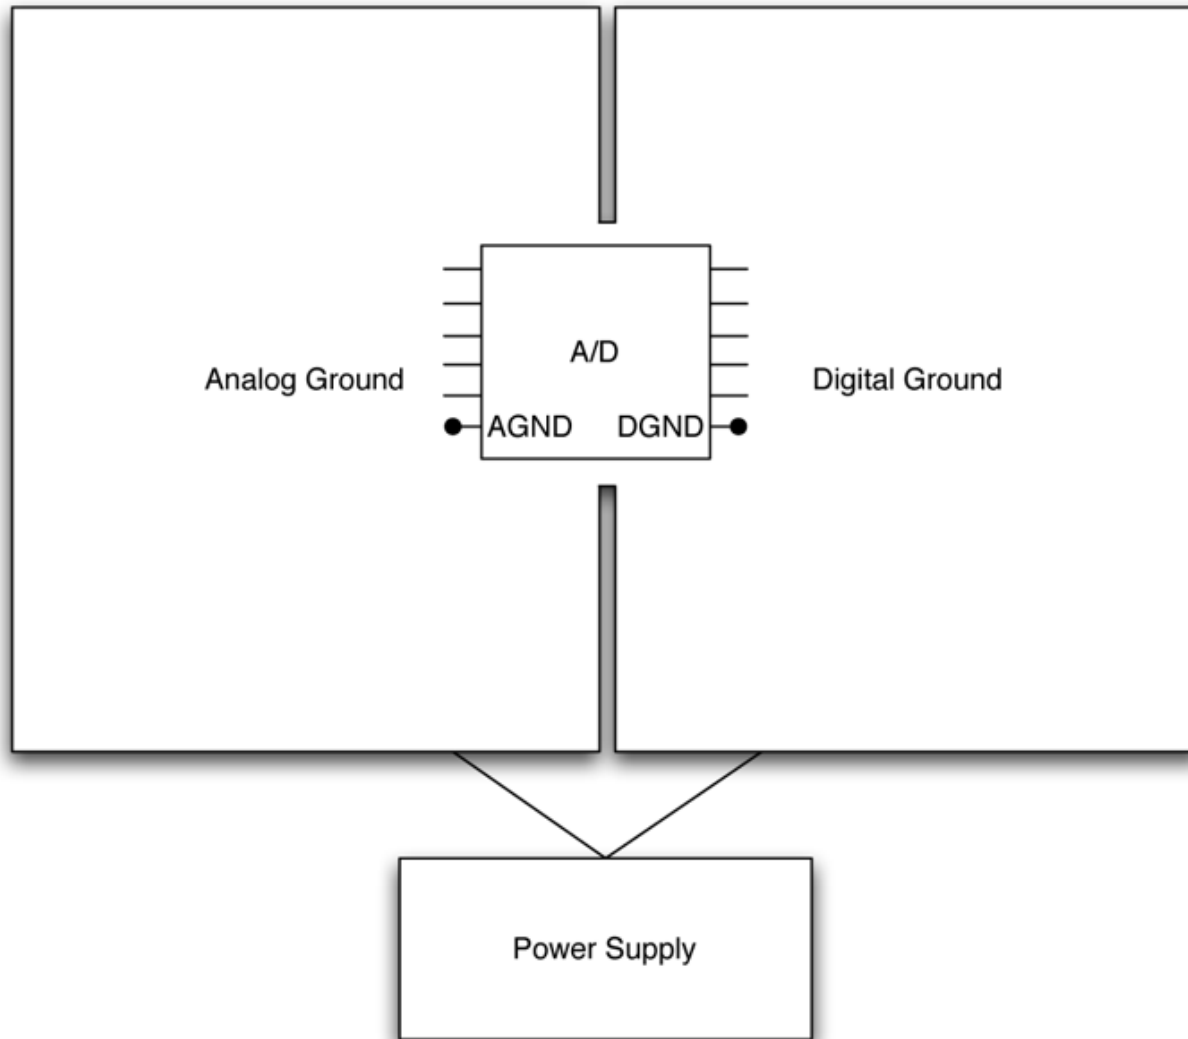 A/D
Analog Ground
Digital Ground
AGND
DGND
Power Supply